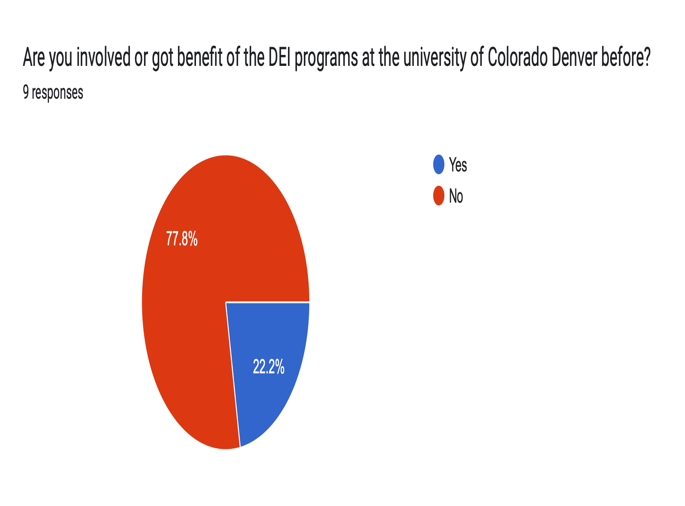 Are you involved or got benefit of the DEI programs at the university of Colorado Denver before?
9 responses
Yes
No
77.8%
22.2%